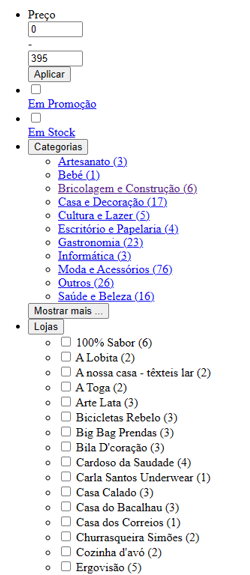 Preço
0
-
395
Aplicar
Em Promoção
Em Stock
Categorias
Artesanato (3)
Bebé (1)
Bricolagem e Construção (6)
Casa e Decoração (17)
Cultura e Lazer (5)
Escritório e Papelaria (4)
Gastronomia (23)
Informática (3)
Moda e Acessórios (76)
Outros (26)
Saúde e Beleza (16)
Mostrar mais ...
Lojas
100% Sabor (6)
A Lobita (2)
A nossa casa - têxteis lar (2)
A Toga (2)
Arte Lata (3)
Bicicletas Rebelo (3)
Big Bag Prendas (3)
Bila D'coração (3)
Cardoso da Saudade (4)
Carla Santos Underwear (1)
Casa Calado (3)
Casa do Bacalhau (3)
Casa dos Correios (1)
Churrasqueira Simões (2)
Cozinha d'avó (2)
Ergovisão (5)